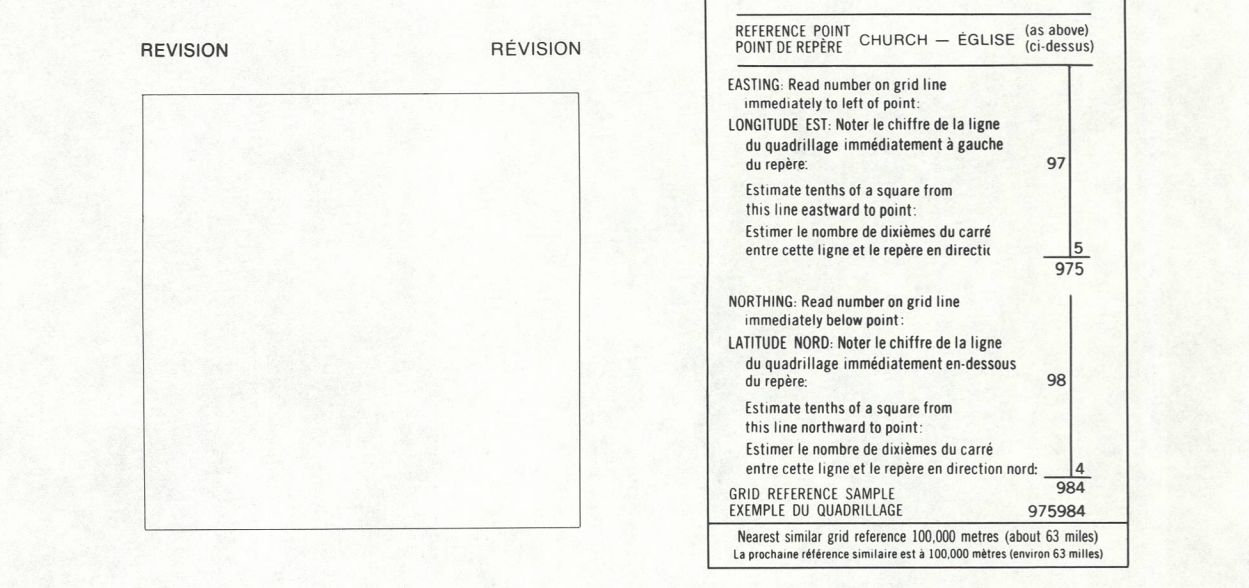 REVISION RÉVISION
REFERENCE POINT
POINT DE REPÈRE
CHURCH — ÉGLISE
(as above)
(ci-dessus)
EASTING: Read number on grid line
immediately to left of point:
LONGITUDE EST: Noter le chiffre de la ligne
du quadrillage immédiatement à gauche
du repère: 97
Estimate tenths of a square from
this line eastward to point:
Estimer le nombre de dixièmes du carré
entre cette ligne et le repère en directic 5
975
NORTHING: Read number on grid line
immediately below point:
LATITUDE NORD: Noter le chiffre de la ligne
du quadrillage immédiatement en-dessous
du repère: 98
Estimate tenths of a square from
this line northward to point:
Estimer le nombre de dixièmes du carré
entre cette ligne et le repère en direction nord: 4
984
GRID REFERENCE SAMPLE
EXEMPLE DU QUADRILLAGE 975984
Nearest similar grid reference 100,000 metres (about 63 miles)
La prochaine référence similaire est à 100,000 mètres (environ 63 milles)